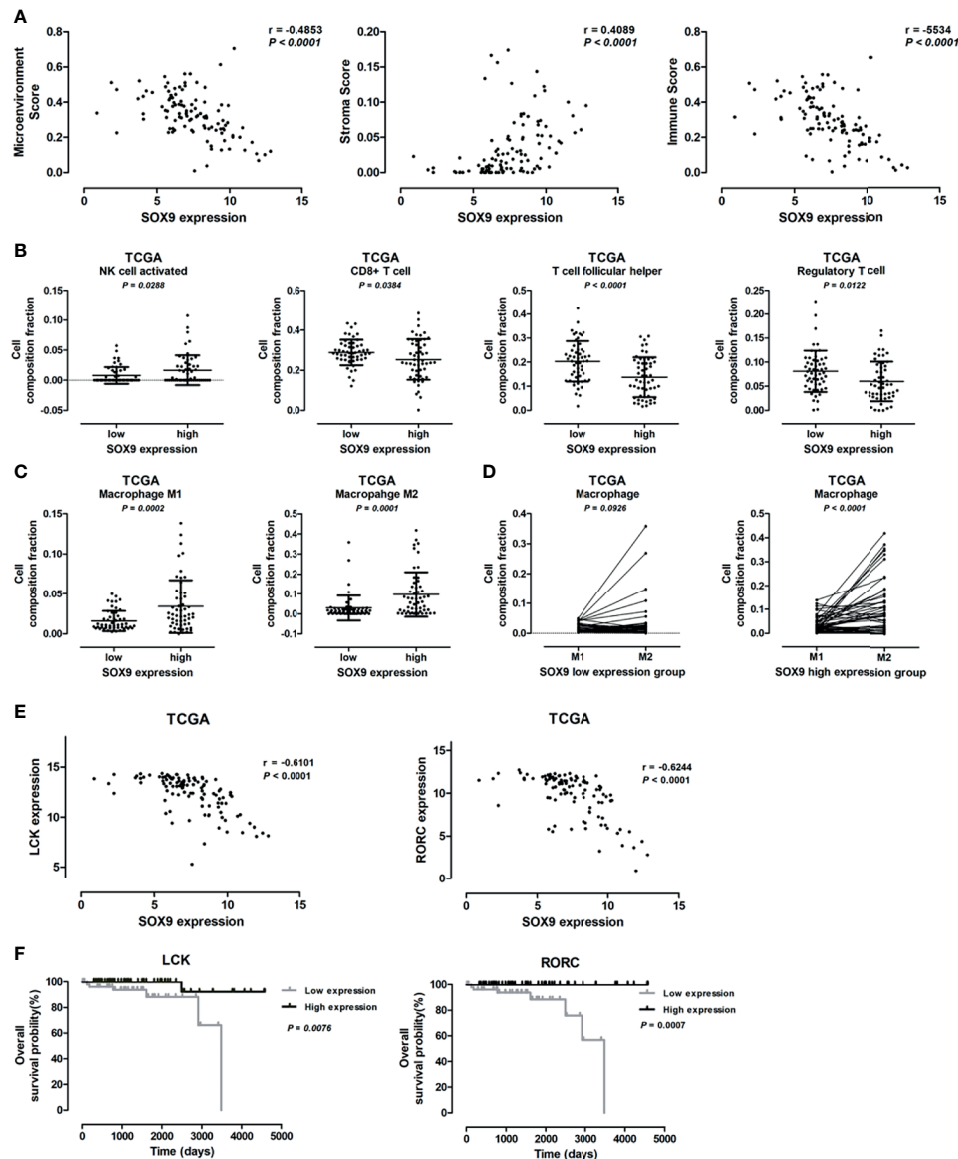 A
r = -0.4853
P < 0.0001
Microenvironment
Score
0.8
0.6
0.4
0.2
0.0
0
5
10
15
SOX9 expression
r = 0.4089
P < 0.0001
Stroma Score
0.20
0.15
0.10
0.05
0.00
0
5
10
15
SOX9 expression
r = -5534
P < 0.0001
Immune Score
0.8
0.6
0.4
0.2
0.0
0
5
10
15
SOX9 expression
B
TCGA
NK cell activated
P = 0.0288
Cell
composition fraction
0.15
0.10
0.05
0.00
-0.05
low
high
SOX9 expression
TCGA
CD8+ T cell
P = 0.0384
Cell
composition fraction
0.6
0.4
0.2
0.0
low
high
SOX9 expression
TCGA
T cell follicular helper
P < 0.0001
Cell
composition fraction
0.5
0.4
0.3
0.2
0.1
0.0
low
high
SOX9 expression
TCGA
Regulatory T cell
P = 0.0122
Cell
composition fraction
0.25
0.20
0.15
0.10
0.05
0.00
low
high
SOX9 expression
C
TCGA
Macrophage M1
P = 0.0002
Cell
composition fraction
0.15
0.10
0.05
0.00
low
high
SOX9 expression
TCGA
Macropahge M2
P = 0.0001
Cell
composition fraction
0.5
0.4
0.3
0.2
0.1
0.0
-0.1
low
high
SOX9 expression
D
TCGA
Macrophage
P = 0.0926
Cell
composition fraction
0.4
0.3
0.2
0.1
0.0
M1
M2
SOX9 low expression group
TCGA
Macrophage
P < 0.0001
Cell
composition fraction
0.5
0.4
0.3
0.2
0.1
0.0
M1
M2
SOX9 high expression group
E
TCGA
r = -0.6101
P < 0.0001
LCK expression
15
10
5
0
5
10
15
SOX9 expression
TCGA
r = -0.6244
P < 0.0001
RORC expression
15
10
5
0
0
5
10
15
SOX9 expression
F
LCK
Overall
survival probility(%)
100
80
60
40
20
0
0
1000
2000
3000
4000
5000
Time (days)
Low expression
High expression
P = 0.0076
RORC
Overall
survival probility(%)
100
80
60
40
20
0
0
1000
2000
3000
4000
5000
Time (days)
Low expression
High expression
P = 0.0007